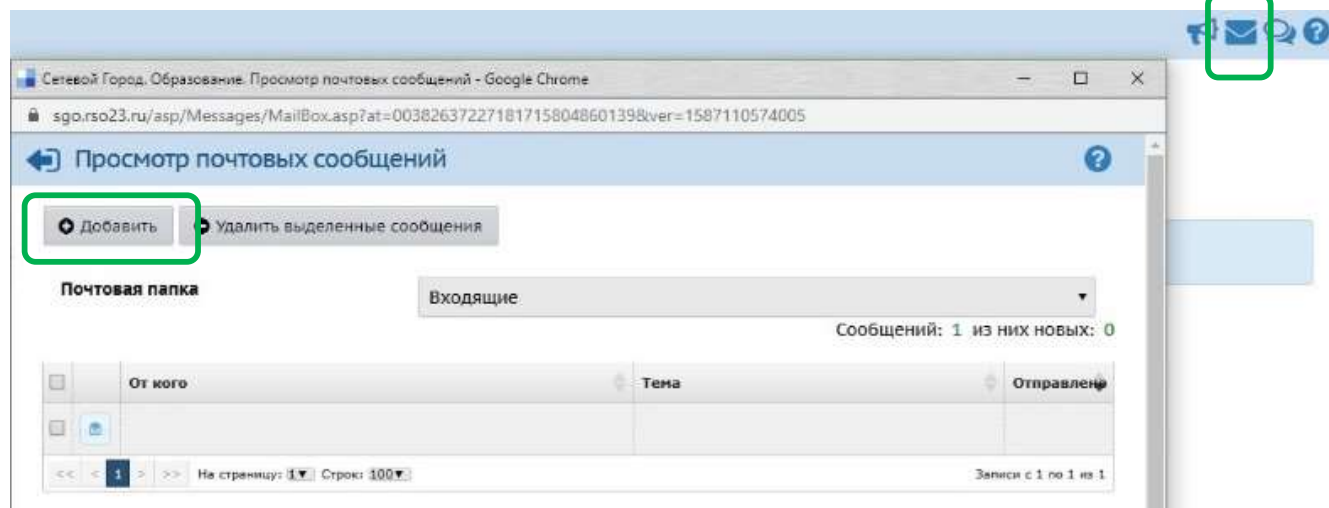 Сетевой Город. Образование. Просмотр почтовых сообщений - Google Chrome
sgo.rso23.ru/asp/Messages/MailBox.asp?at=003826372271817158048601398&ver=1587110574005
Просмотр почтовых сообщений
Добавить
Удалить выделенные сообщения
Почтовая папка
Входящие
Сообщений: 1 из них новых: 0
От кого
Тема
Отправлено
<< < 1 > >> На страницу: 1 Строк: 100
Записи с 1 по 1 из 1